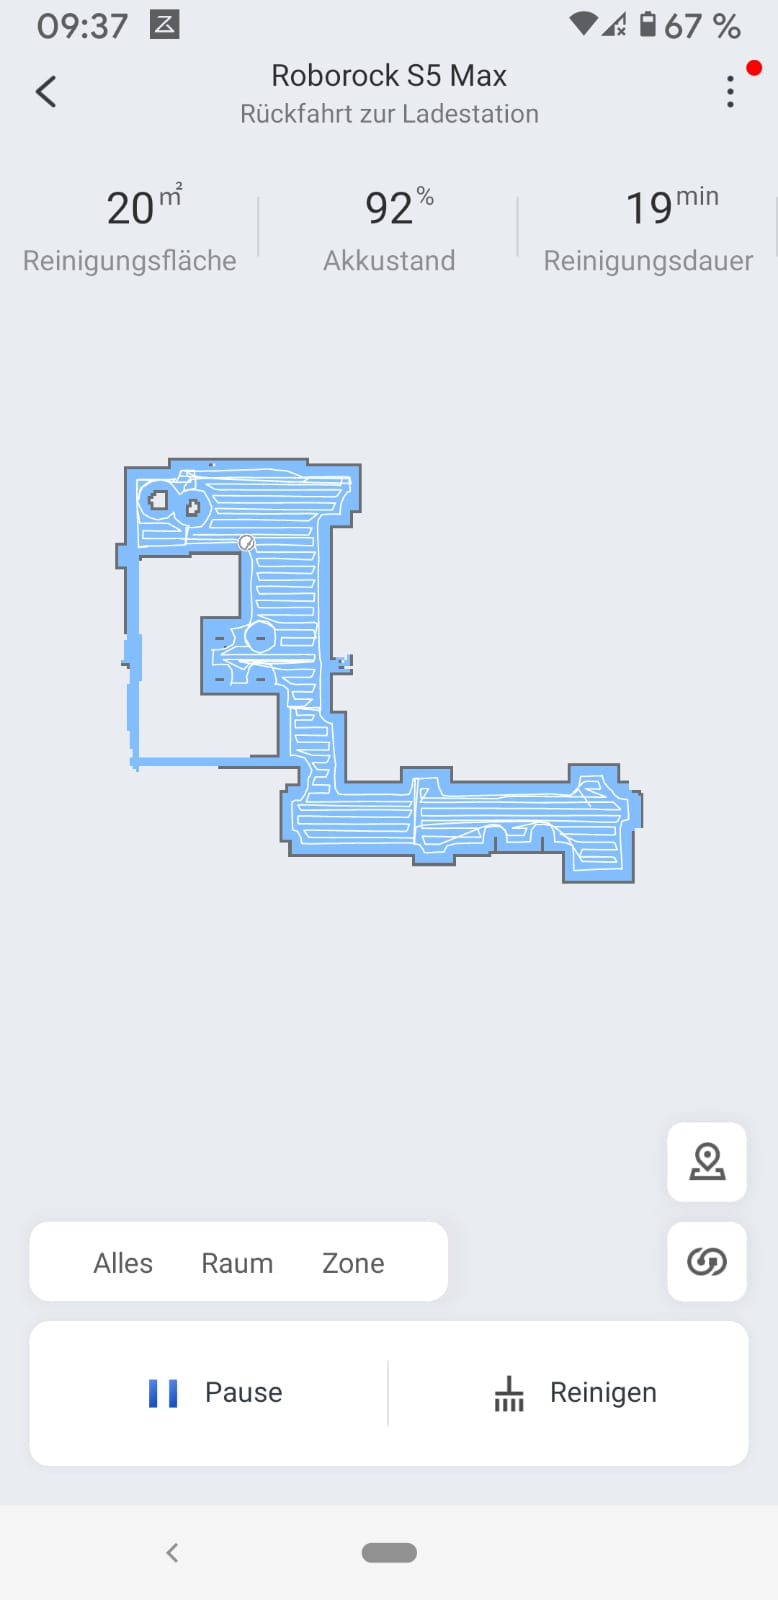 09:37 67 %
Roborock S5 Max
Rückfahrt zur Ladestation
20 m² 92 % 19 min
Reinigungsfläche Akkustand Reinigungsdauer
Alles Raum Zone
Pause Reinigen